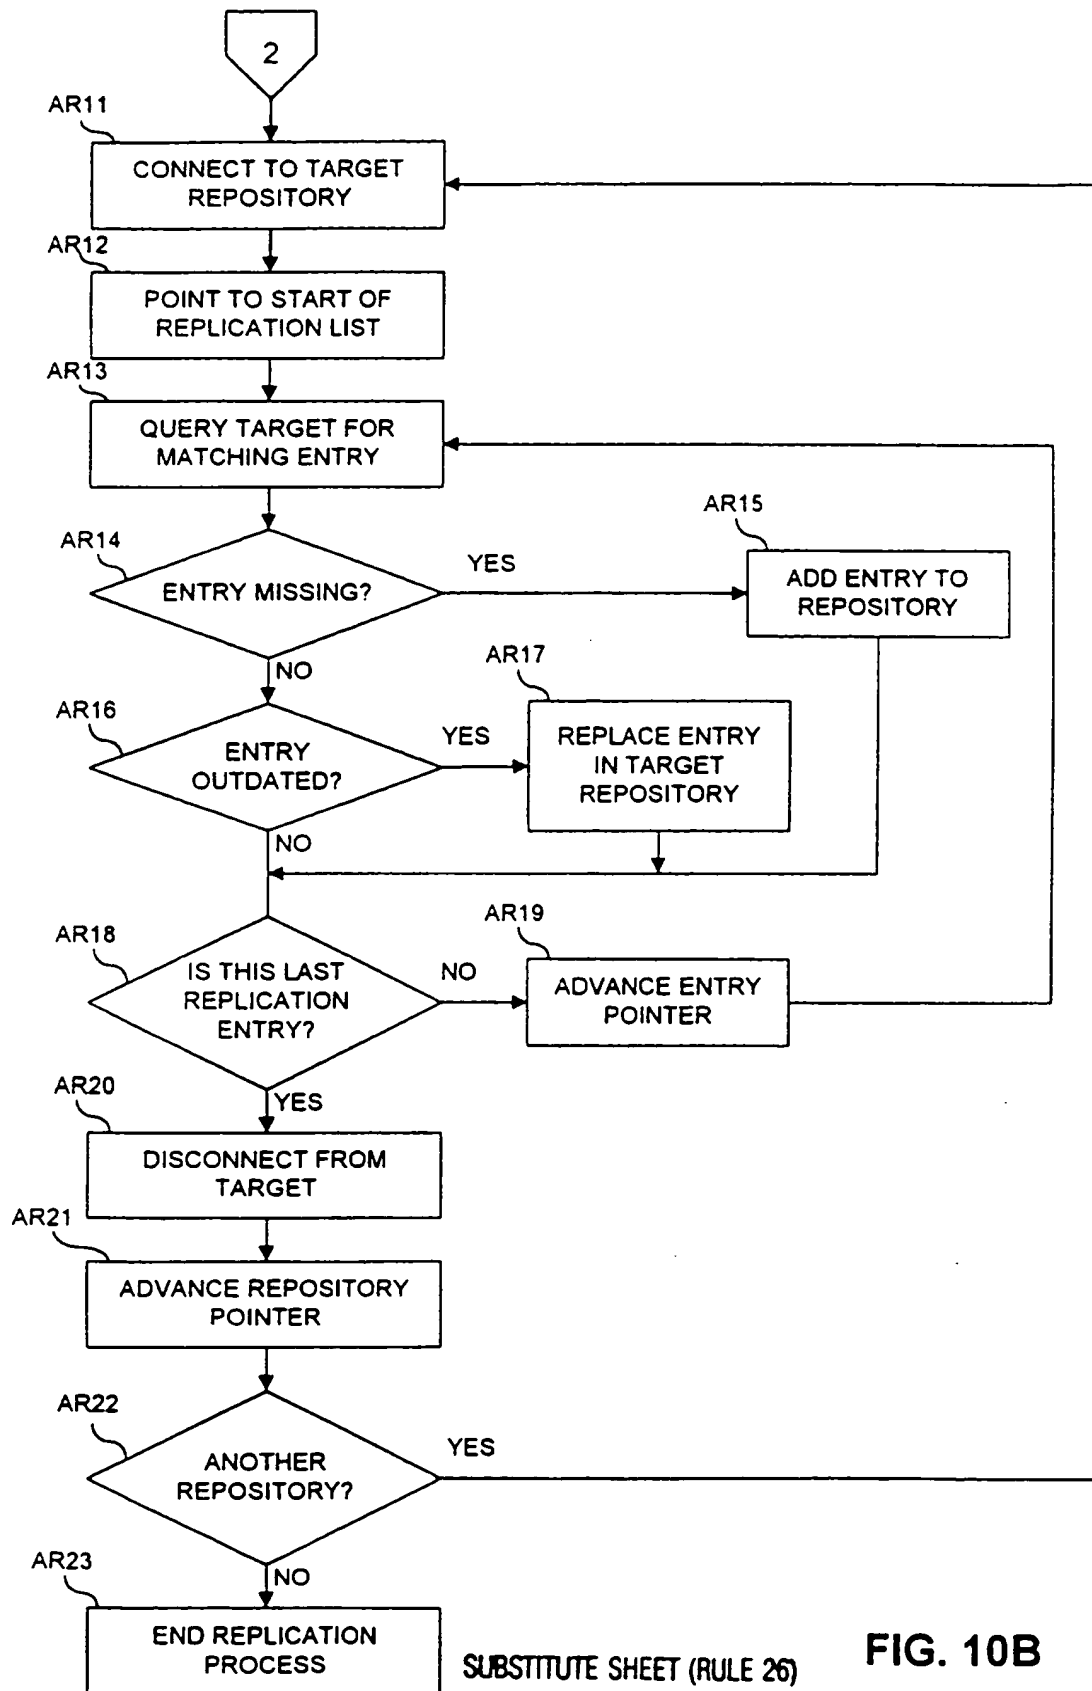 2
AR11
CONNECT TO TARGET
REPOSITORY
AR12
POINT TO START OF
REPLICATION LIST
AR13
QUERY TARGET FOR
MATCHING ENTRY
AR14
ENTRY MISSING?
YES
AR15
ADD ENTRY TO
REPOSITORY
NO
AR16
ENTRY
OUTDATED?
YES
AR17
REPLACE ENTRY
IN TARGET
REPOSITORY
NO
AR18
IS THIS LAST
REPLICATION
ENTRY?
NO
AR19
ADVANCE ENTRY
POINTER
YES
AR20
DISCONNECT FROM
TARGET
AR21
ADVANCE REPOSITORY
POINTER
AR22
ANOTHER
REPOSITORY?
YES
NO
AR23
END REPLICATION
PROCESS
SUBSTITUTE SHEET (RULE 26)
FIG. 10B